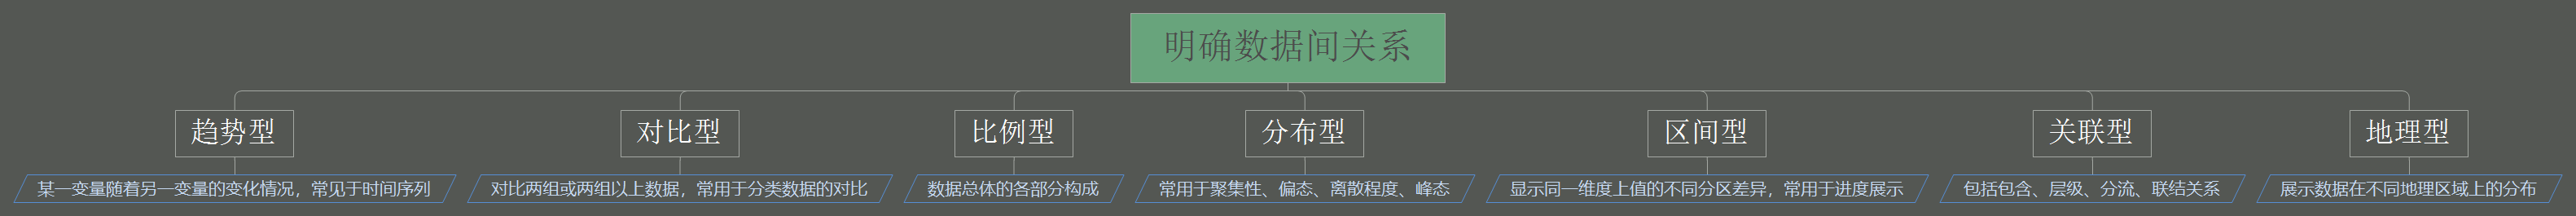 明确数据间关系
趋势型
对比型
比例型
分布型
区间型
关联型
地理型
某一变量随着另一变量的变化情况，常见于时间序列
对比两组或两组以上数据，常用于分类数据的对比
数据总体的各部分构成
常用于聚集性、偏态、离散程度、峰态
显示同一维度上值的不同分区差异，常用于进度展示
包括包含、层级、分流、联结关系
展示数据在不同地理区域上的分布